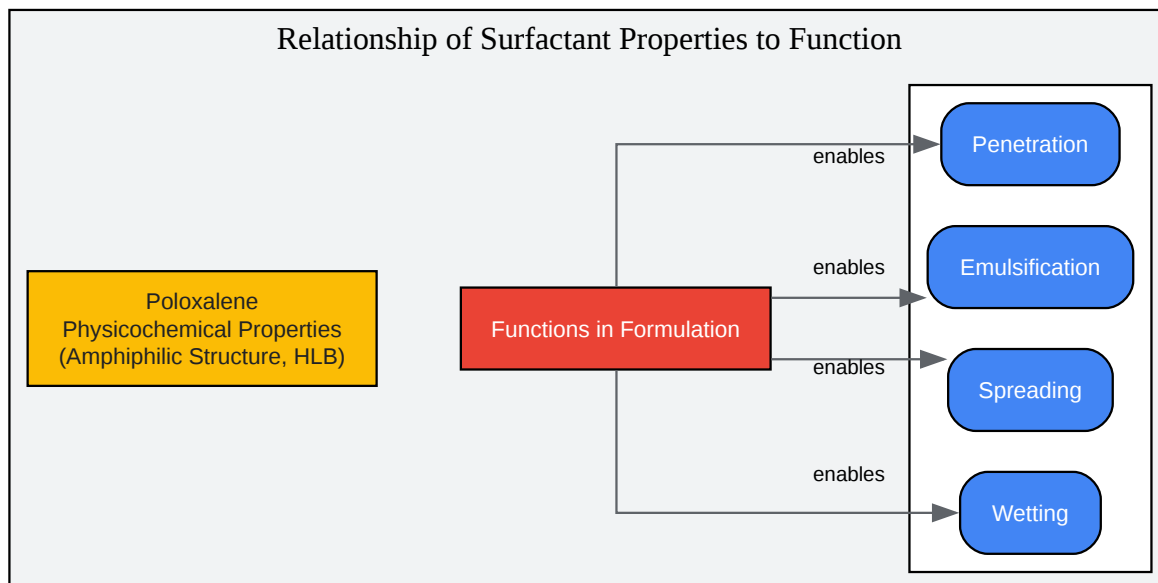 Relationship of Surfactant Properties to Function
Poloxalene
Physicochemical Properties
(Amphiphilic Structure, HLB)
Functions in Formulation
enables
enables
enables
enables
Penetration
Emulsification
Spreading
Wetting